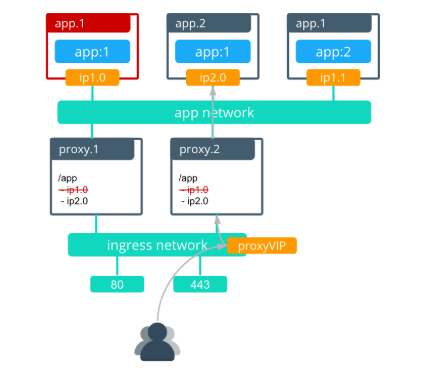 app.1
app.2
app.1
app:1
app:1
app:2
ip1.0
ip2.0
ip1.1
app network
proxy.1
proxy.2
/app
- ip1.0
- ip2.0
/app
- ip1.0
- ip2.0
ingress network
proxyVIP
80
443